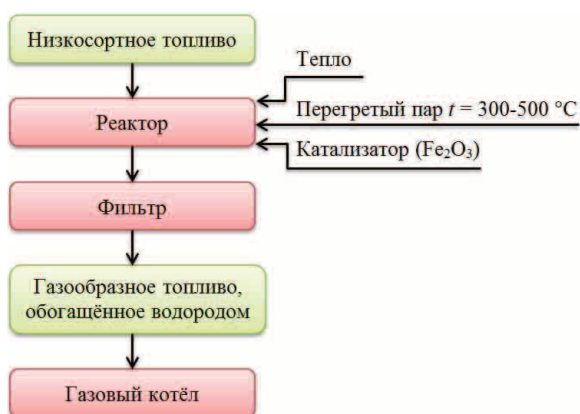 Низкосортное топливо
Тепло
Перегретый пар t = 300-500 °C
Реактор
Катализатор (Fe₂O₃)
Фильтр
Газообразное топливо,
обогащённое водородом
Газовый котёл